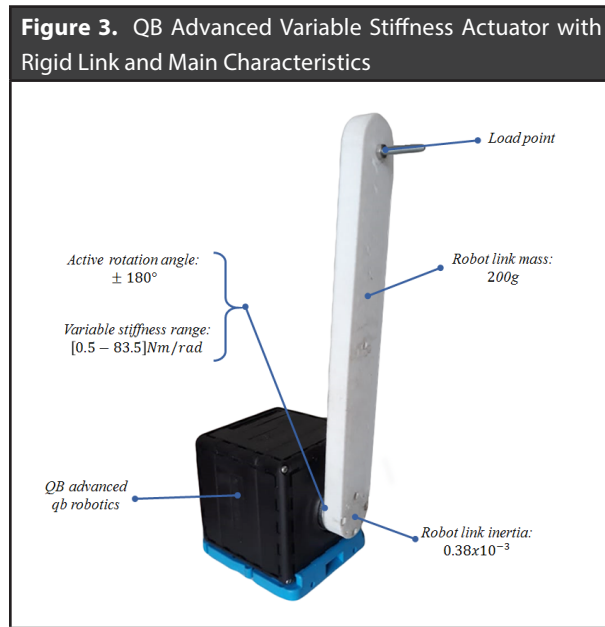 Figure 3. QB Advanced Variable Stiffness Actuator with
Rigid Link and Main Characteristics
Load point
Active rotation angle:
± 180°
Robot link mass:
200g
Variable stiffness range:
[0.5 − 83.5]Nm/rad
QB advanced
qb robotics
Robot link inertia:
0.38x10⁻³